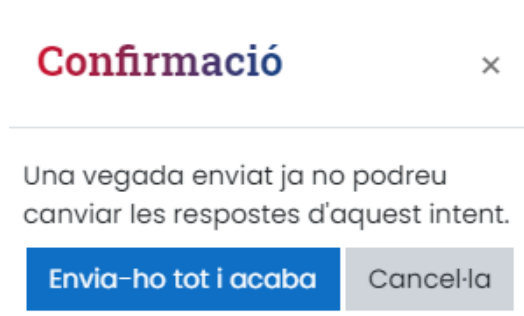 Confirmació
×
Una vegada enviat ja no podreu
canviar les respostes d'aquest intent.
Envia-ho tot i acaba
Cancel·la